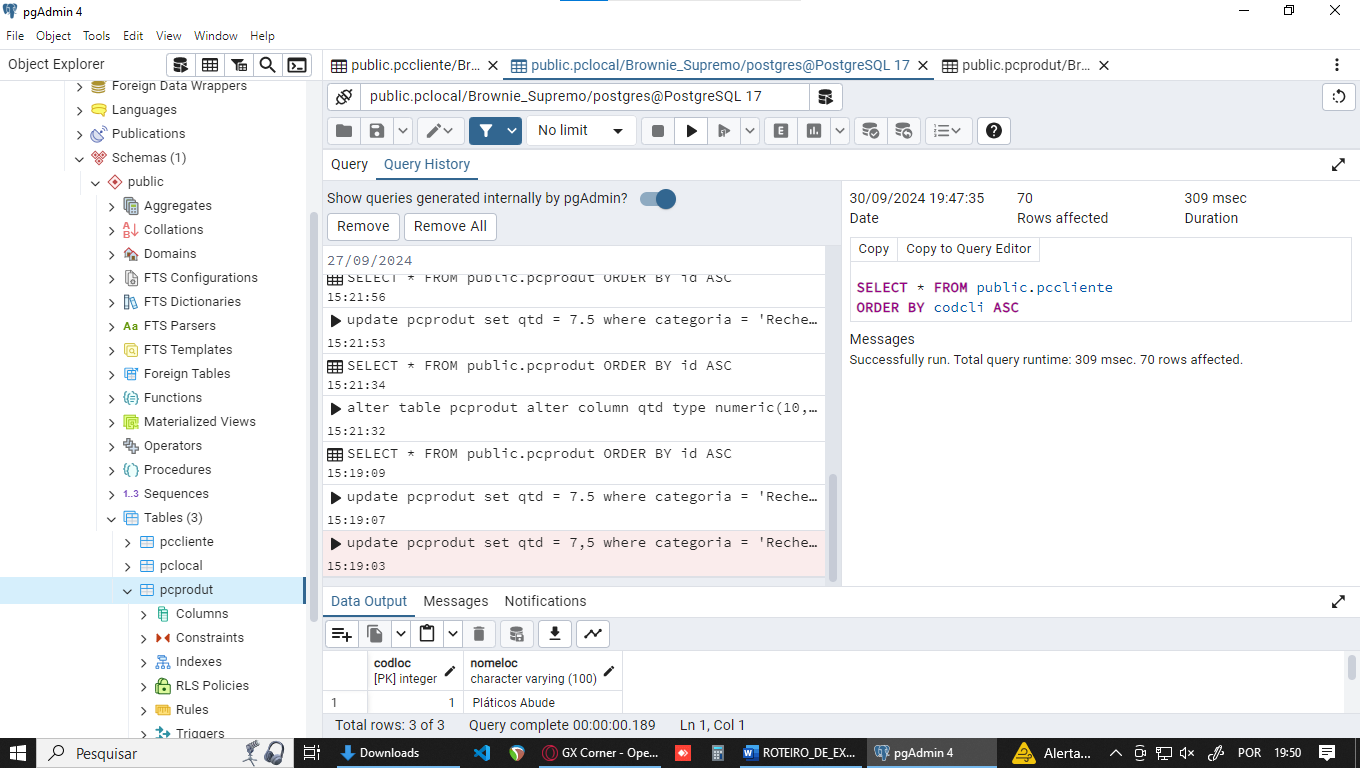 pgAdmin 4
File Object Tools Edit View Window Help
Object Explorer
Foreign Data Wrappers
Languages
Publications
Schemas (1)
public
Aggregates
Collations
Domains
FTS Configurations
FTS Dictionaries
FTS Parsers
FTS Templates
Foreign Tables
Functions
Materialized Views
Operators
Procedures
1..3 Sequences
Tables (3)
pccliente
pclocal
pcprodut
Columns
Constraints
Indexes
RLS Policies
Rules
Triggers
public.pccliente/Br... public.pclocal/Brownie_Supremo/postgres@PostgreSQL 17 public.pcprodut/Br...
public.pclocal/Brownie_Supremo/postgres@PostgreSQL 17
No limit
Query Query History
Show queries generated internally by pgAdmin?
Remove Remove All
27/09/2024
SELECT * FROM public.pcprodut ORDER BY id ASC
15:21:56
update pcprodut set qtd = 7.5 where categoria = 'Reche…
15:21:53
SELECT * FROM public.pcprodut ORDER BY id ASC
15:21:34
alter table pcprodut alter column qtd type numeric(10,…
15:21:32
SELECT * FROM public.pcprodut ORDER BY id ASC
15:19:09
update pcprodut set qtd = 7.5 where categoria = 'Reche…
15:19:07
update pcprodut set qtd = 7,5 where categoria = 'Reche…
15:19:03
30/09/2024 19:47:35 70 309 msec
Date Rows affected Duration
Copy Copy to Query Editor
SELECT * FROM public.pccliente
ORDER BY codcli ASC
Messages
Successfully run. Total query runtime: 309 msec. 70 rows affected.
Data Output Messages Notifications
codloc nomeloc
[PK] integer character varying (100)
1 1 Pláticos Abude
Total rows: 3 of 3 Query complete 00:00:00.189 Ln 1, Col 1
Pesquisar Downloads GX Corner - Ope... ROTEIRO_DE_EX... pgAdmin 4 Alerta... POR 19:50